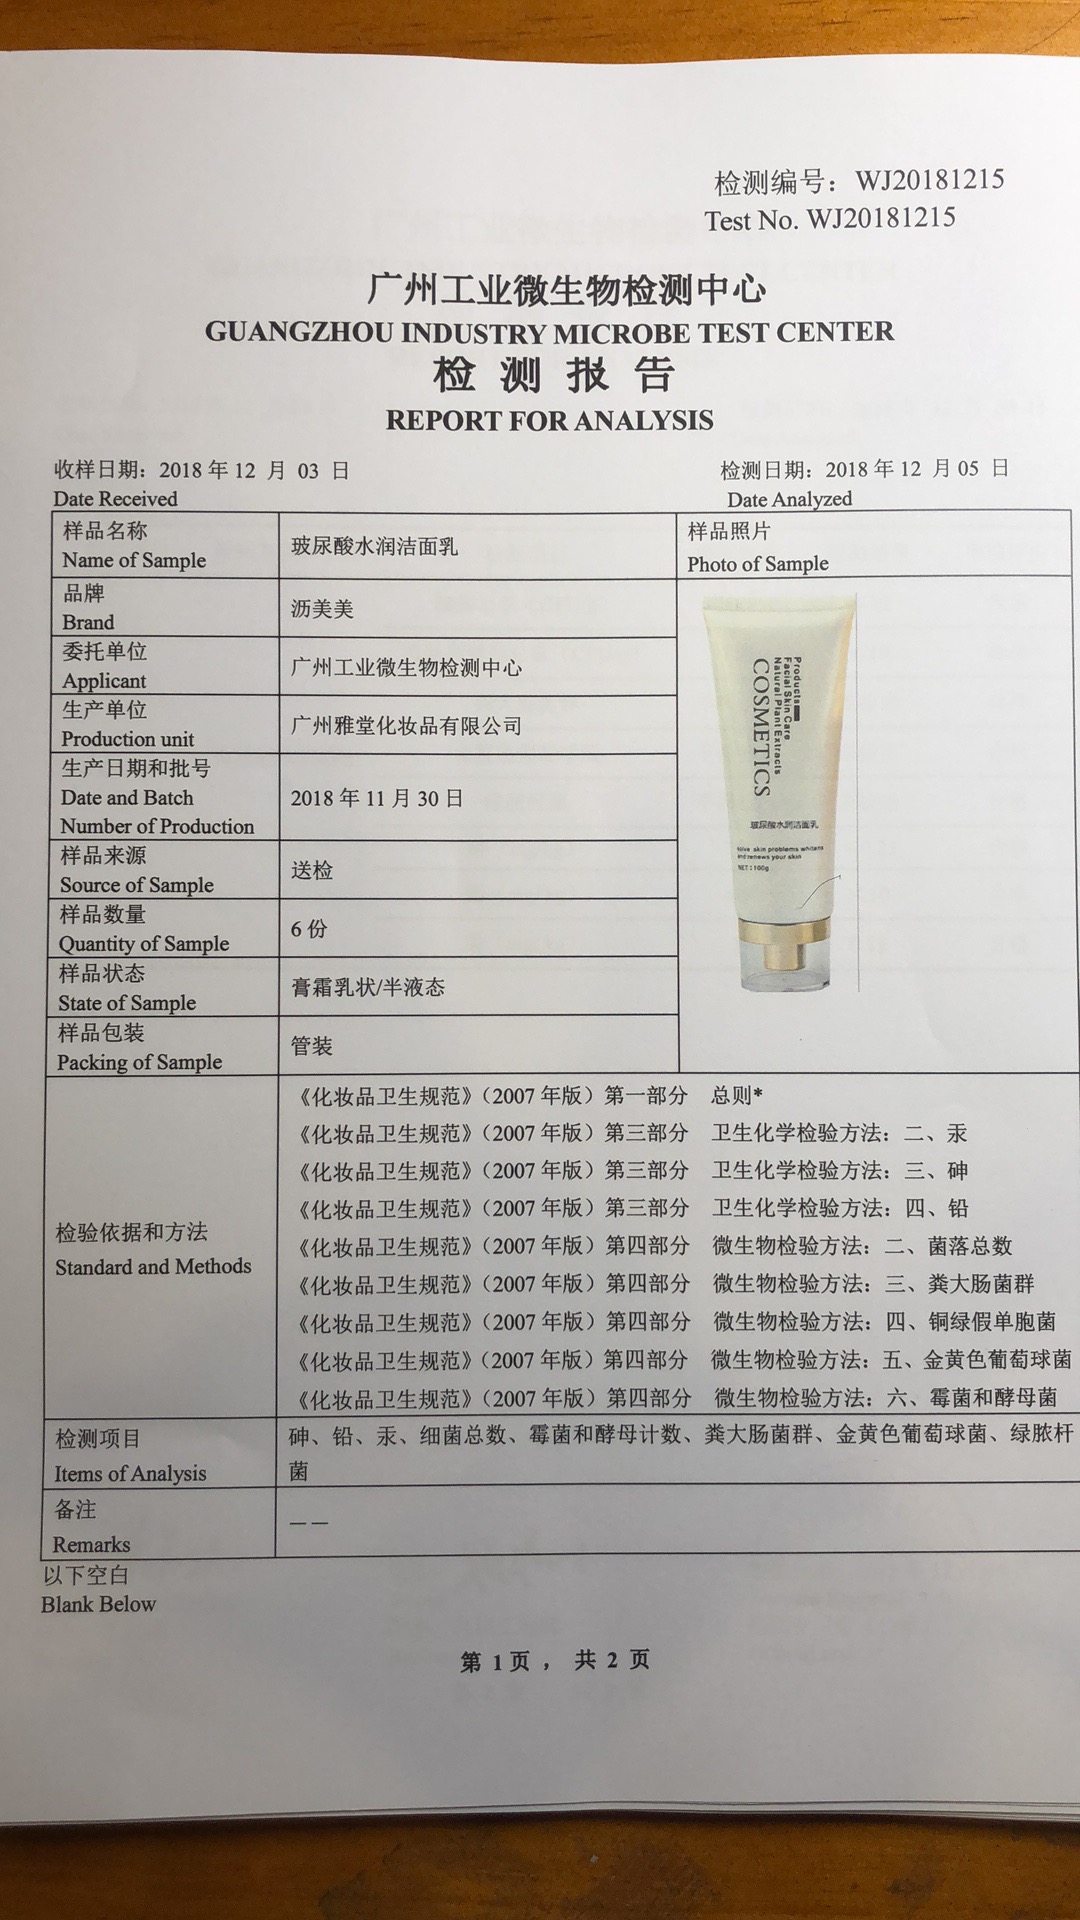 检测编号：WJ20181215
Test No. WJ20181215
广州工业微生物检测中心
GUANGZHOU INDUSTRY MICROBE TEST CENTER
检 测 报 告
REPORT FOR ANALYSIS
收样日期：2018 年 12 月 03 日
检测日期：2018 年 12 月 05 日
Date Received
Date Analyzed
样品名称
Name of Sample
玻尿酸水润洁面乳
样品照片
Photo of Sample
品牌
Brand
沥美美
委托单位
Applicant
广州工业微生物检测中心
生产单位
Production unit
广州雅堂化妆品有限公司
生产日期和批号
Date and Batch
Number of Production
2018 年 11 月 30 日
样品来源
Source of Sample
送检
样品数量
Quantity of Sample
6 份
样品状态
State of Sample
膏霜乳状/半液态
样品包装
Packing of Sample
管装
Products
Facial Skin Care
Natural Plant Extracts
COSMETICS
玻尿酸水润洁面乳
skin problems whitens
and renews your skin
NET：100g
检验依据和方法
Standard and Methods
《化妆品卫生规范》（2007 年版）第一部分 总则*
《化妆品卫生规范》（2007 年版）第三部分 卫生化学检验方法：二、汞
《化妆品卫生规范》（2007 年版）第三部分 卫生化学检验方法：三、砷
《化妆品卫生规范》（2007 年版）第三部分 卫生化学检验方法：四、铅
《化妆品卫生规范》（2007 年版）第四部分 微生物检验方法：二、菌落总数
《化妆品卫生规范》（2007 年版）第四部分 微生物检验方法：三、粪大肠菌群
《化妆品卫生规范》（2007 年版）第四部分 微生物检验方法：四、铜绿假单胞菌
《化妆品卫生规范》（2007 年版）第四部分 微生物检验方法：五、金黄色葡萄球菌
《化妆品卫生规范》（2007 年版）第四部分 微生物检验方法：六、霉菌和酵母菌
检测项目
Items of Analysis
砷、铅、汞、细菌总数、霉菌和酵母计数、粪大肠菌群、金黄色葡萄球菌、绿脓杆
菌
备注
Remarks
——
以下空白
Blank Below
第 1 页 ， 共 2 页